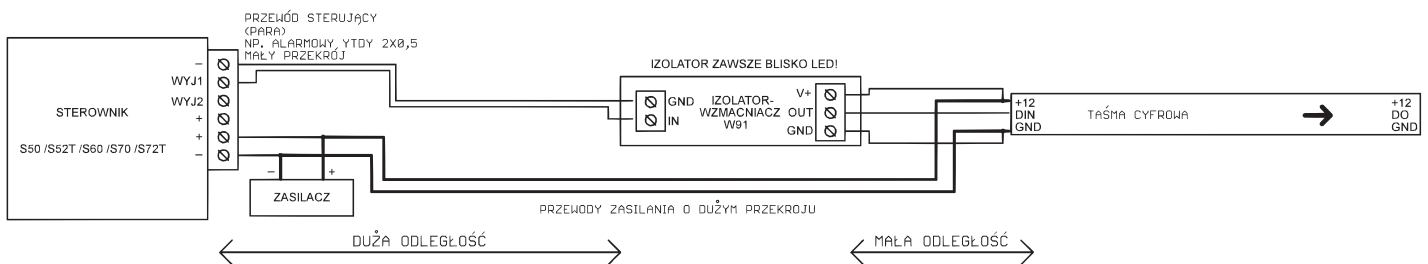 PRZEWÓD STERUJĄCY
(PARA)
NP. ALARMOWY YTDY 2X0,5
MAŁY PRZEKRÓJ
STEROWNIK
S50 /S52T /S60 /S70 /S72T
–
WYJ1
WYJ2
+
+
–
– +
ZASILACZ
IZOLATOR ZAWSZE BLISKO LED!
GND
IN
IZOLATOR-
WZMACNIACZ
W91
V+
OUT
GND
+12
DIN
GND
TAŚMA CYFROWA
+12
DO
GND
PRZEWODY ZASILANIA O DUŻYM PRZEKROJU
DUŻA ODLEGŁOŚĆ
MAŁA ODLEGŁOŚĆ